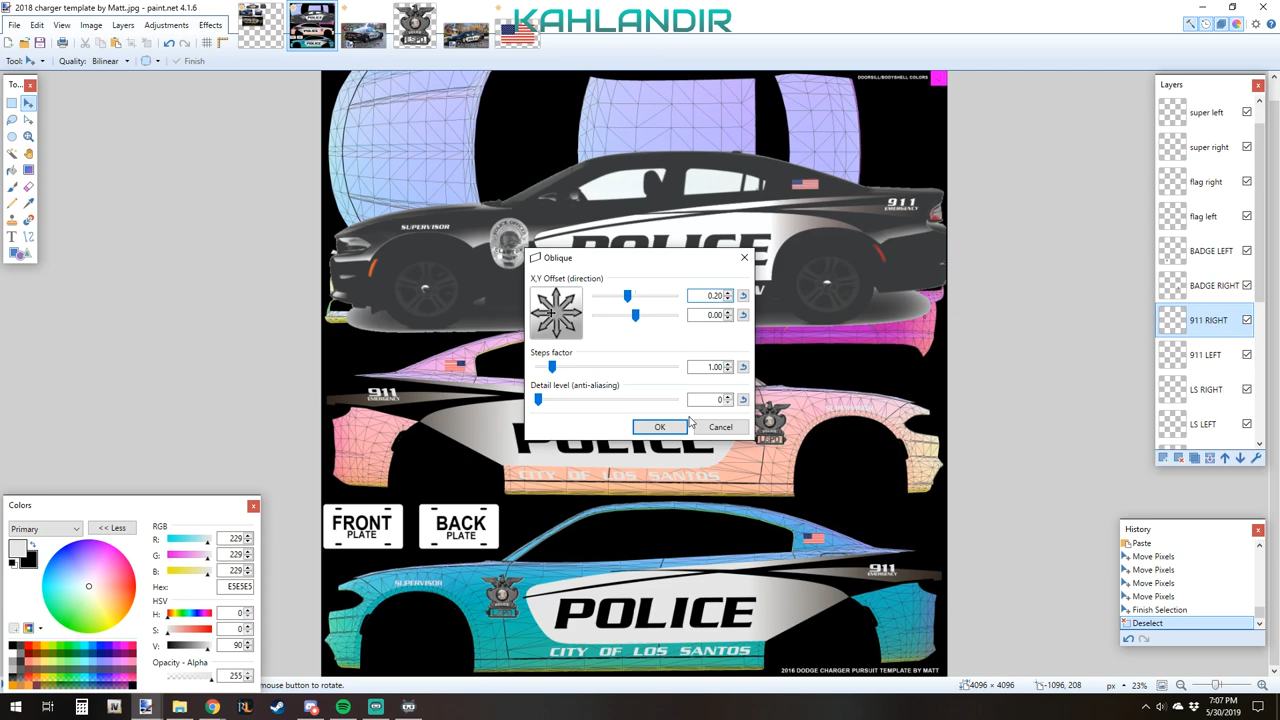 2018 charger template by Matt.jpg - paint.net 4.1.6
KAHLANDIR
File Edit View Image Layers Adjustments Effects
Tool: Quality: Bilinear Finish
To...
DOORSILL/BODYSHELL COLORS
SUPERVISOR
911
EMERGENCY
POLICE
Oblique
X,Y Offset (direction)
0.20
0.00
Steps factor
1.00
Detail level (anti-aliasing)
0
OK Cancel
911
EMERGENCY
CITY OF LOS SANTOS
LSPD
FRONT
PLATE
BACK
PLATE
SUPERVISOR
911
EMERGENCY
POLICE
CITY OF LOS SANTOS
2016 DODGE CHARGER PURSUIT TEMPLATE BY MATT
Layers
super left
super right
flag right
flag left
BADGE LEFT
BADGE RIGHT
911 RIGHT
911 LEFT
LS RIGHT
LEFT
History
Paste
Move Pixels
Move Pixels
Move Pixels
Move Pixels
Finish Selection
Deselect
Colors
Primary
<< Less
RGB
R: 229
G: 229
B: 229
Hex: E5E5E5
HSV
H: 0
S: 0
V:
Opacity - Alpha
255
mouse button to rotate.
4096 × 4096
-1096, 208
px
23%
7:07 PM
5/30/2019